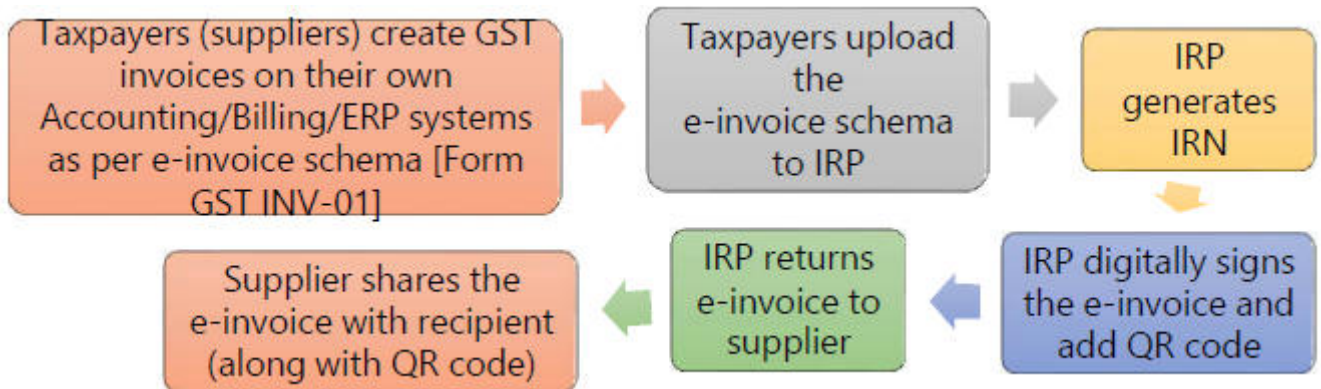 Taxpayers (suppliers) create GST
invoices on their own
Accounting/Billing/ERP systems
as per e-invoice schema [Form
GST INV-01]
Taxpayers upload
the
e-invoice schema
to IRP
IRP
generates
IRN
IRP digitally signs
the e-invoice and
add QR code
IRP returns
e-invoice to
supplier
Supplier shares the
e-invoice with recipient
(along with QR code)